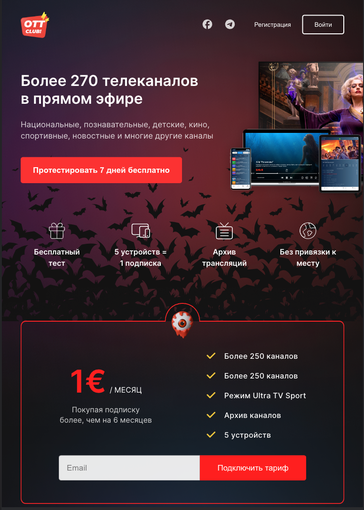 OTT
CLUB!
Регистрация
Войти
Более 270 телеканалов
в прямом эфире
Национальные, познавательные, детские, кино,
спортивные, новостные и многие другие каналы
Протестировать 7 дней бесплатно
Бесплатный
тест
5 устройств =
1 подписка
Архив
трансляций
Без привязки к
месту
1€ / МЕСЯЦ
Покупая подписку
более, чем на 6 месяцев
Более 250 каналов
Более 250 каналов
Режим Ultra TV Sport
Архив каналов
5 устройств
Email
Подключить тариф